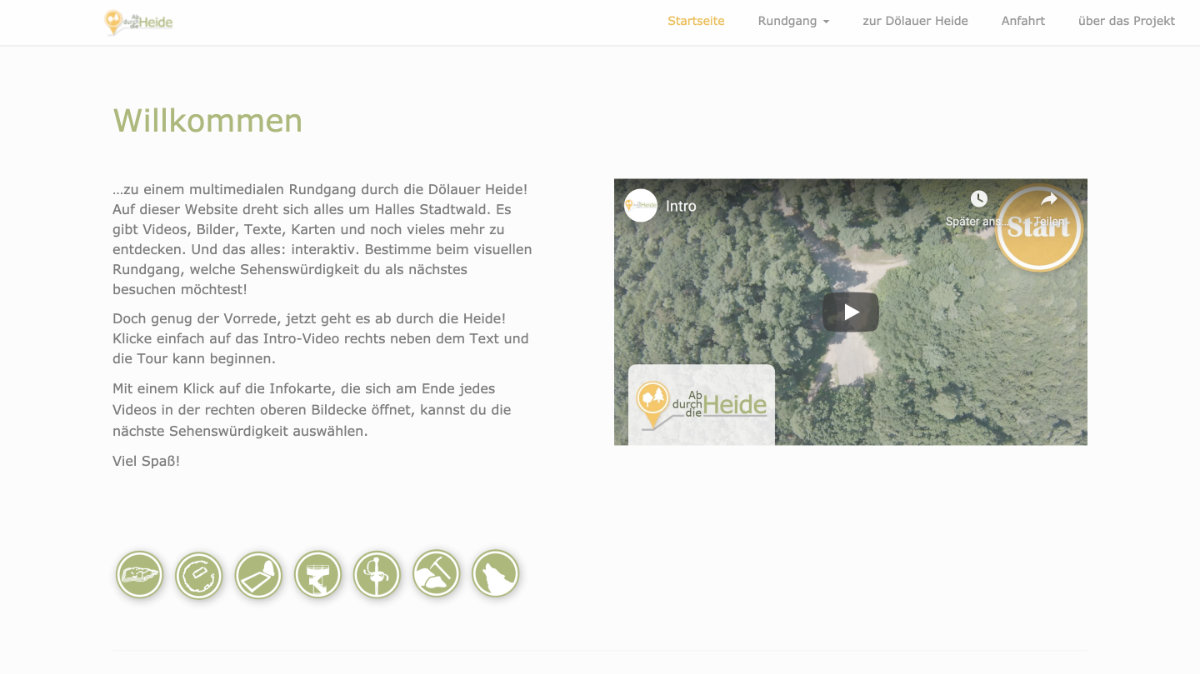 Ab
durch
die Heide
Startseite
Rundgang
zur Dölauer Heide
Anfahrt
über das Projekt
Willkommen
...zu einem multimedialen Rundgang durch die Dölauer Heide!
Auf dieser Website dreht sich alles um Halles Stadtwald. Es
gibt Videos, Bilder, Texte, Karten und noch vieles mehr zu
entdecken. Und das alles: interaktiv. Bestimme beim visuellen
Rundgang, welche Sehenswürdigkeit du als nächstes
besuchen möchtest!
Doch genug der Vorrede, jetzt geht es ab durch die Heide!
Klicke einfach auf das Intro-Video rechts neben dem Text und
die Tour kann beginnen.
Mit einem Klick auf die Infokarte, die sich am Ende jedes
Videos in der rechten oberen Bildecke öffnet, kannst du die
nächste Sehenswürdigkeit auswählen.
Viel Spaß!
Intro
Später ans...
Teilen
Start
Ab
durch
die Heide